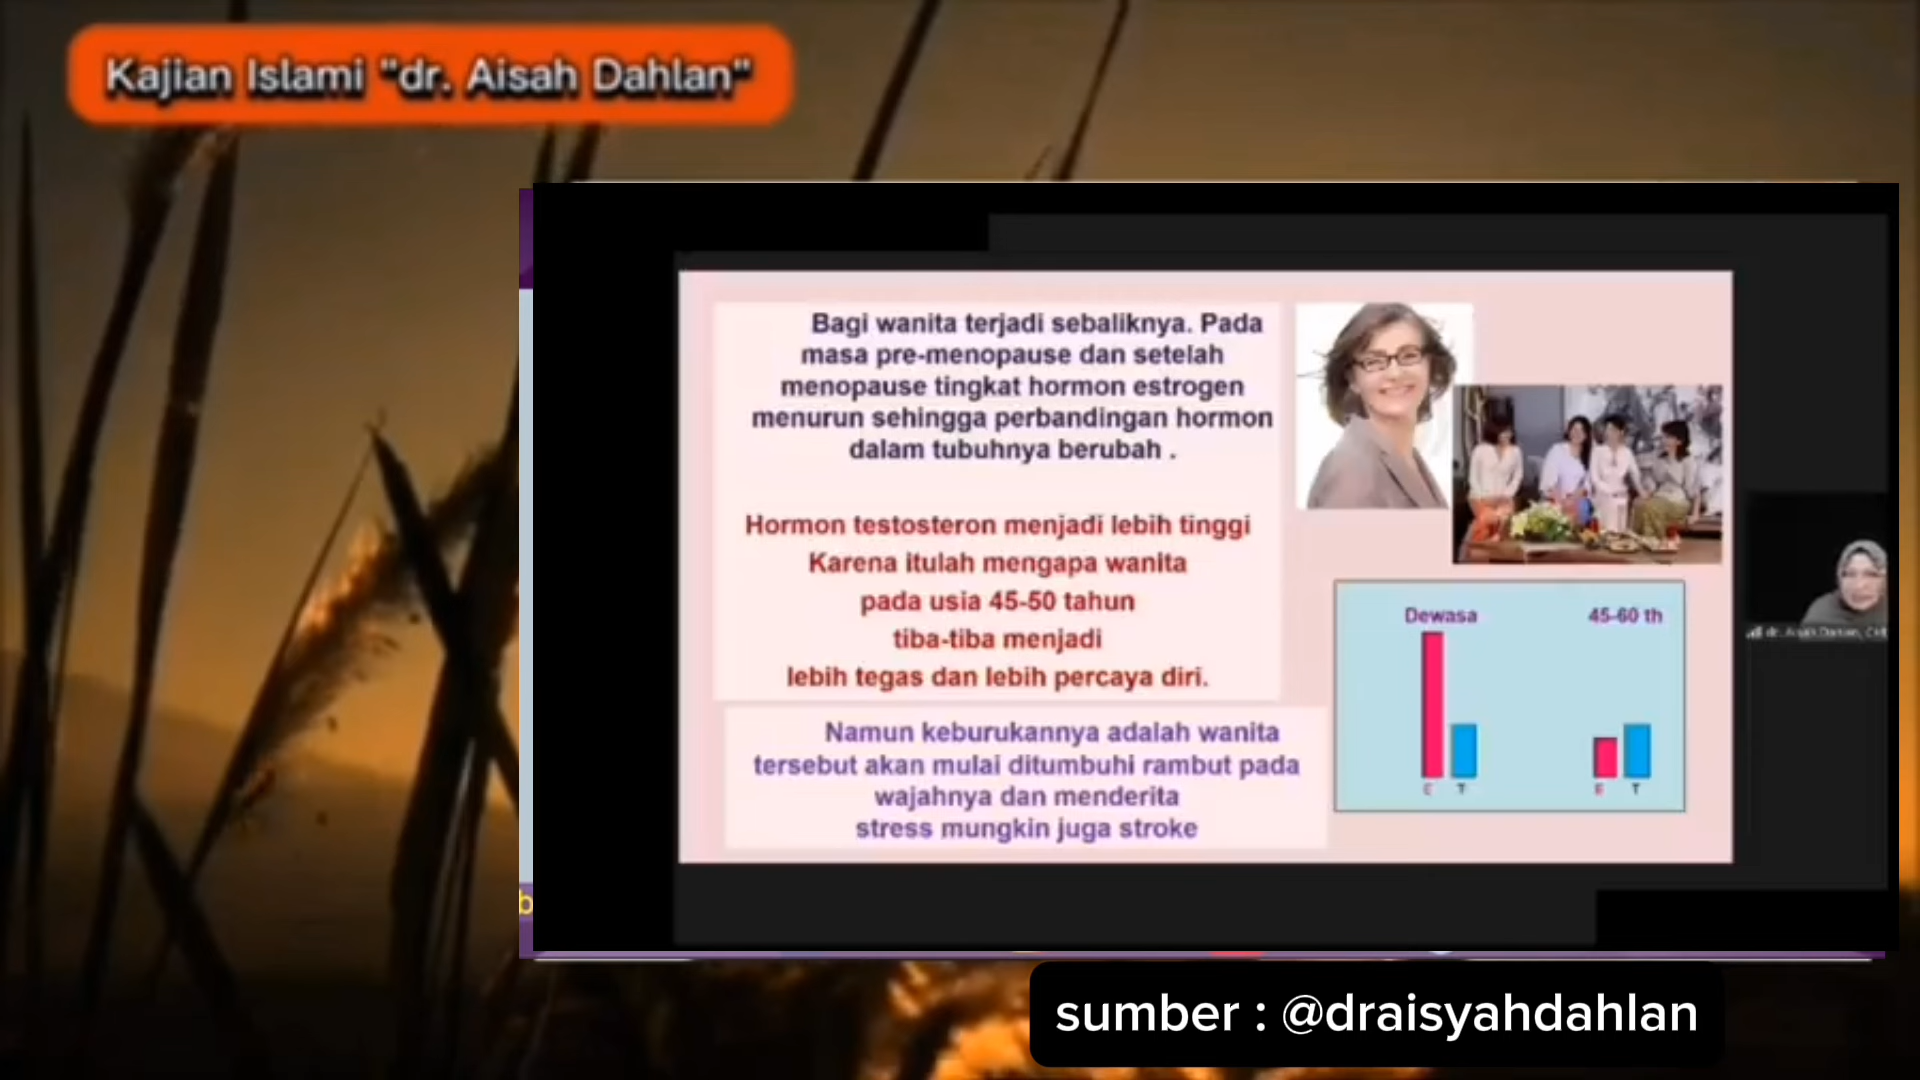 Kajian Islami "dr. Aisah Dahlan"
Bagi wanita terjadi sebaliknya. Pada
masa pre-menopause dan setelah
menopause tingkat hormon estrogen
menurun sehingga perbandingan hormon
dalam tubuhnya berubah .
Hormon testosteron menjadi lebih tinggi
Karena itulah mengapa wanita
pada usia 45-50 tahun
tiba-tiba menjadi
lebih tegas dan lebih percaya diri.
Namun keburukannya adalah wanita
tersebut akan mulai ditumbuhi rambut pada
wajahnya dan menderita
stress mungkin juga stroke
Dewasa 45-60 th
E T E T
b
sumber : @draisyahdahlan